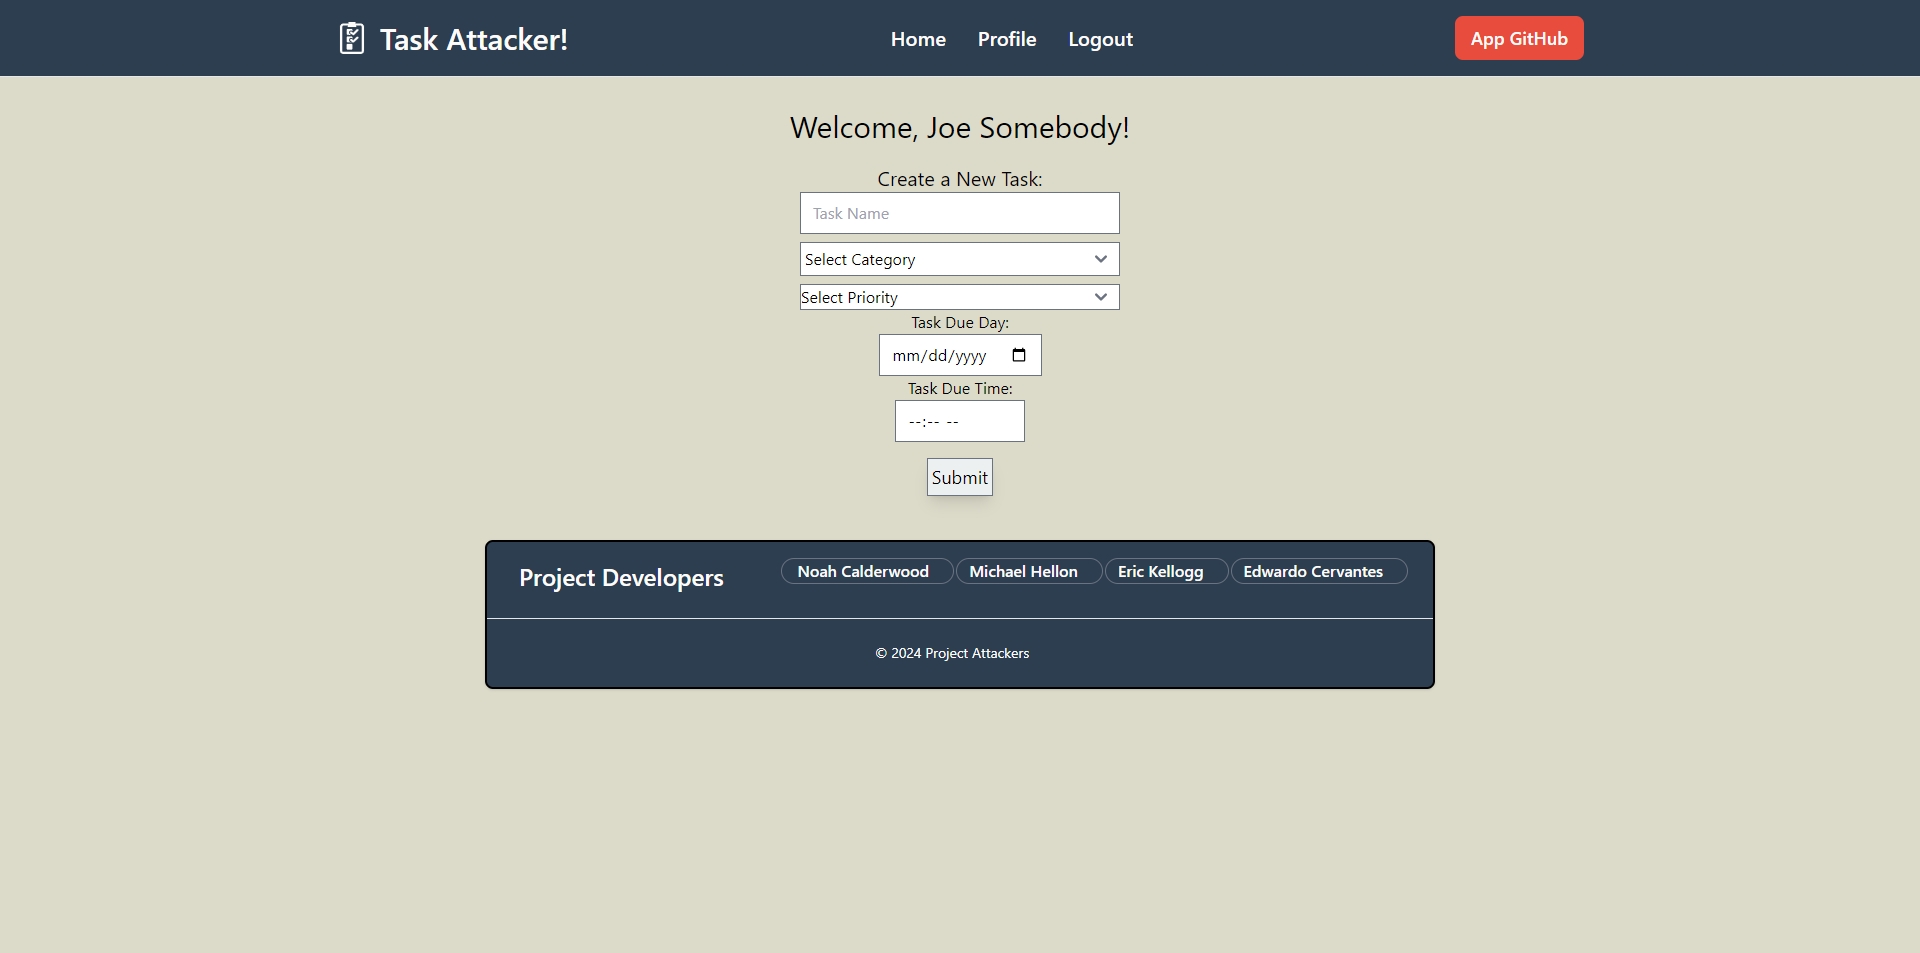 Task Attacker!
Home Profile Logout
App GitHub
Welcome, Joe Somebody!
Create a New Task:
Task Name
Select Category
Select Priority
Task Due Day:
mm/dd/yyyy
Task Due Time:
--:-- --
Submit
Project Developers
Noah Calderwood Michael Hellon Eric Kellogg Edwardo Cervantes
© 2024 Project Attackers